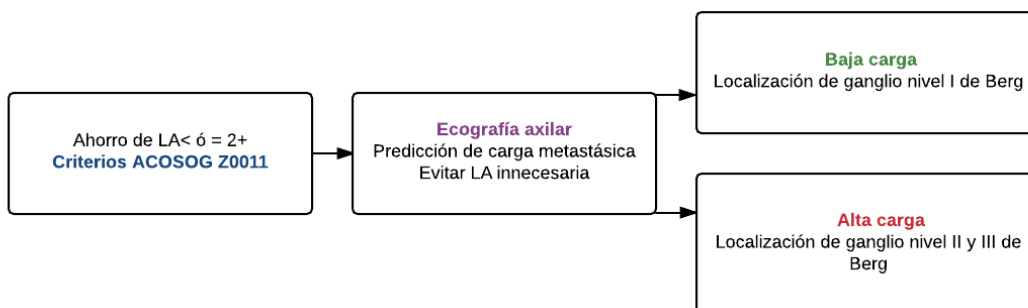 Ahorro de LA< ó = 2+
Criterios ACOSOG Z0011
Ecografía axilar
Predicción de carga metastásica
Evitar LA innecesaria
Baja carga
Localización de ganglio nivel I de Berg
Alta carga
Localización de ganglio nivel II y III de
Berg